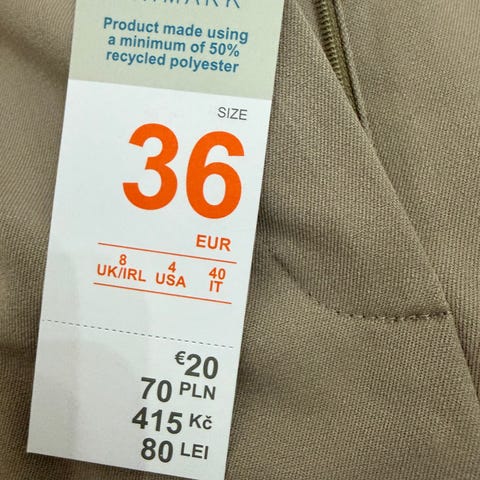 Product made using
a minimum of 50%
recycled polyester
SIZE
36
EUR
8 4 40
UK/IRL USA IT
€20
70 PLN
415 Kč
80 LEI